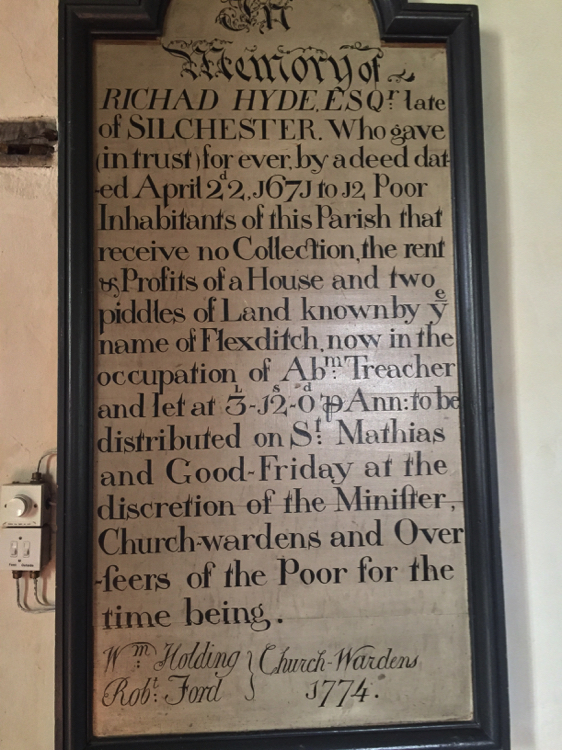 In
Memory of
RICHAD HYDE, ESQr. late
of SILCHESTER. Who gave
(in trust) for ever, by a deed dat-
-ed April 22d, 1671 to 12 Poor
Inhabitants of this Parish that
receive no Collection, the rent
& Profits of a House and two
piddles of Land known by ye
name of Flexditch, now in the
occupation of Abm: Treacher
and let at L3-s12-d0 p Ann: to be
distributed on St. Mathias
and Good-Friday at the
discretion of the Miniſter,
Church-wardens and Over
-ſeers of the Poor for the
time being.
Wm: Holding } Church-Wardens
Robt: Ford } 1774.